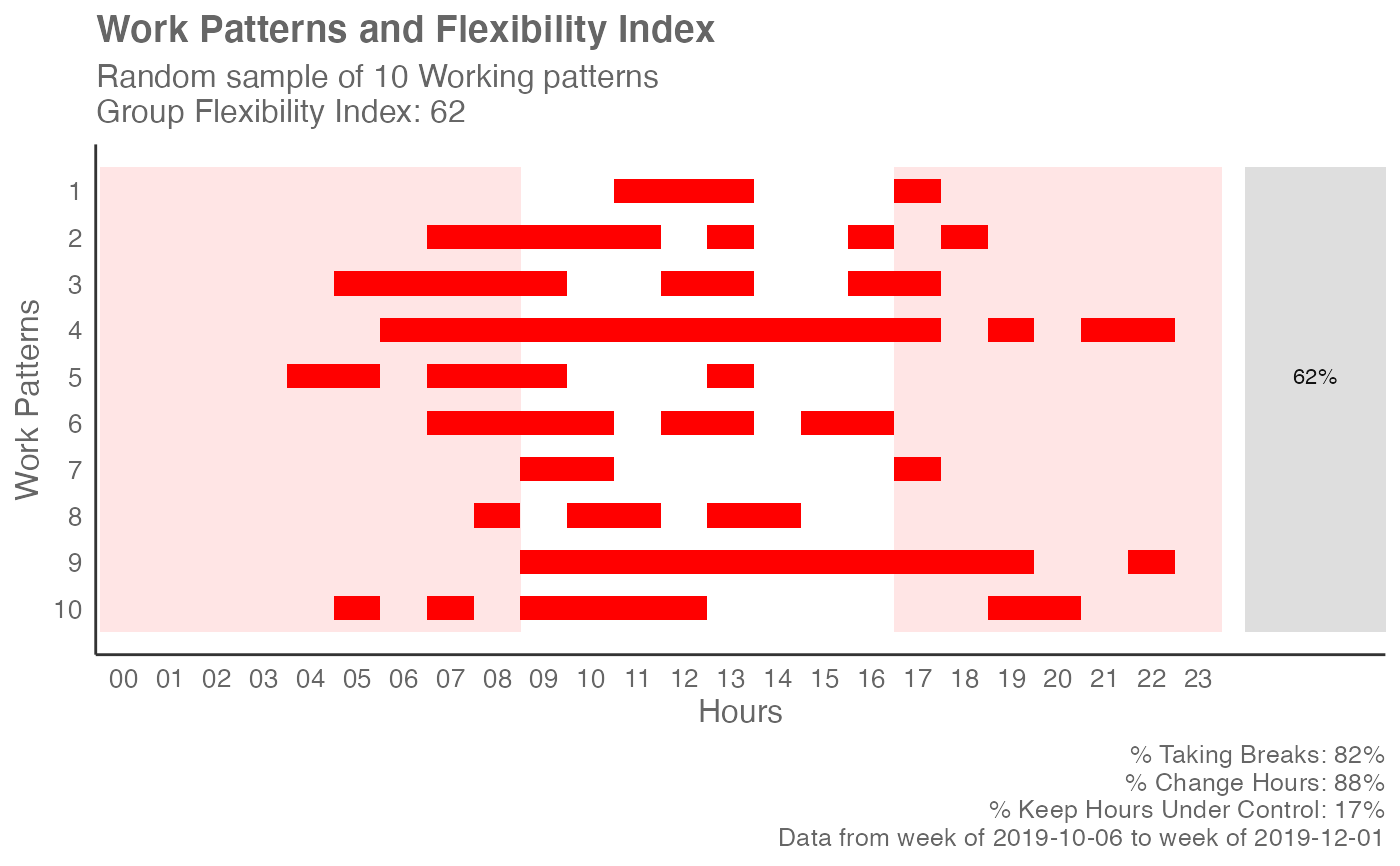 Work Patterns and Flexibility Index
Random sample of 10 Working patterns
Group Flexibility Index: 62
Work Patterns
1
2
3
4
5
6
7
8
9
10
62%
00 01 02 03 04 05 06 07 08 09 10 11 12 13 14 15 16 17 18 19 20 21 22 23
Hours
% Taking Breaks: 82%
% Change Hours: 88%
% Keep Hours Under Control: 17%
Data from week of 2019-10-06 to week of 2019-12-01